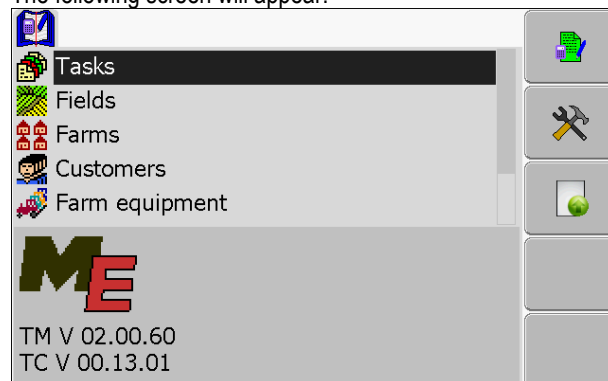 The following screen will appear:
Tasks
Fields
Farms
Customers
Farm equipment
ME
TM V 02.00.60
TC V 00.13.01